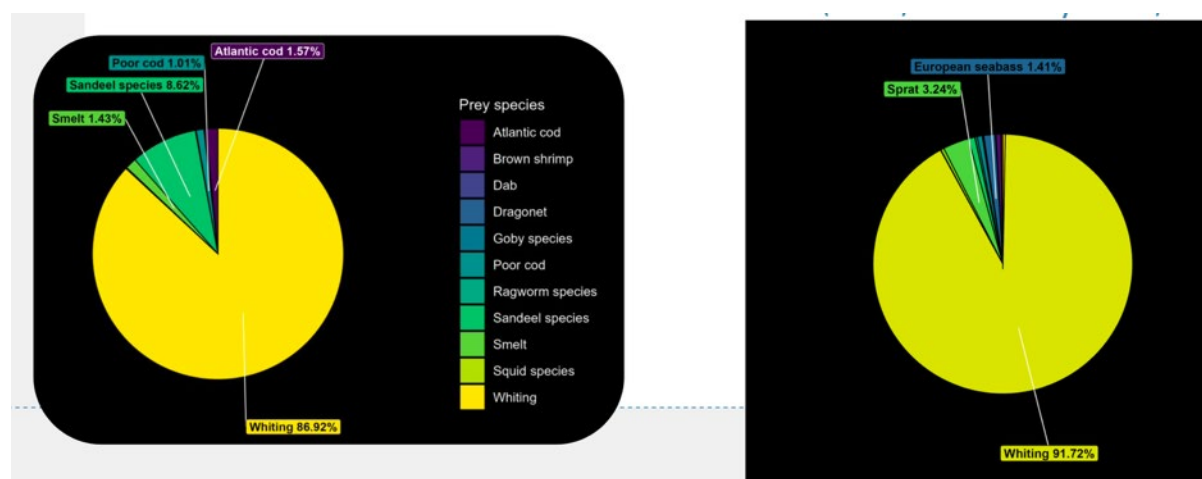 Atlantic cod 1.57%
Poor cod 1.01%
Sandeel species 8.62%
Smelt 1.43%
Whiting 86.92%
Prey species
Atlantic cod
Brown shrimp
Dab
Dragonet
Goby species
Poor cod
Ragworm species
Sandeel species
Smelt
Squid species
Whiting
European seabass 1.41%
Sprat 3.24%
Whiting 91.72%